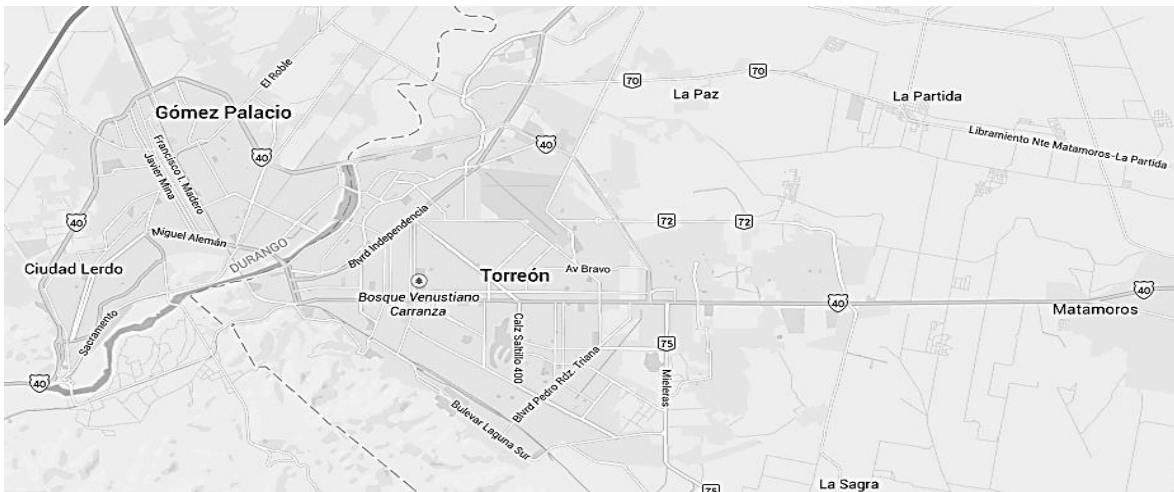 70
70
El Roble
La Paz
La Partida
Gómez Palacio
Francisco I. Madero
Javier Mina
40
40
Libramiento Nte Matamoros-La Partida
40
Miguel Alemán
DURANGO
Blvrd Independencia
72
72
Ciudad Lerdo
Torreón
Av Bravo
Bosque Venustiano
Carranza
40
40
Matamoros
Sacramento
Calz Saltillo 400
75
Blvrd Pedro Rdz. Triana
Mieleras
40
Bulevar Laguna Sur
La Sagra
75